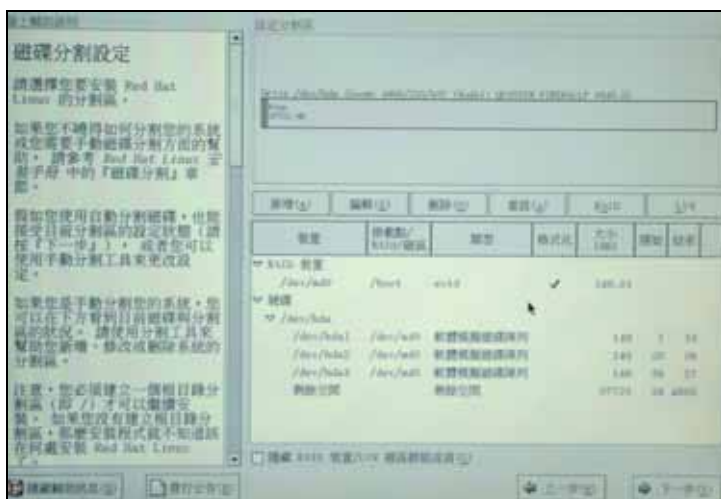 線上輔助說明
磁碟分割設定
請選擇您要安裝 Red Hat
Linux 的分割區。
如果您不曉得如何分割您的系統
或您需要手動磁碟分割方面的幫
助, 請參考 Red Hat Linux 安
裝手冊 中的『磁碟分割』章
節。
假如您使用自動分割磁碟,也能
接受目前分割區的設定狀態 (請
按『下一步』), 或者您可以
使用手動分割工具來更改設
定。
如果您是手動分割您的系統,您
可以在下方看到目前磁碟與分割
區的狀況。 請使用分割工具來
幫助您新增、修改或刪除系統的
分割區。
注意,您必須建立一個根目錄分
割區 (即 /) 才可以繼續安
裝。 如果您沒有建立根目錄分
割區,那麼安裝程式就不知道該
在何處安裝 Red Hat Linux
了。
隱藏輔助訊息(H)
發行公告(R)
設定分割區
Free
新增(W)
編輯(E)
刪除(D)
重設(S)
RAID
LVM
裝置
掛載點/
RAID/磁區
類型
格式化
大小
(MB)
開始
結束
RAID 裝置
/dev/md0 /boot ext3
硬碟
/dev/hda
/dev/hda1 /dev/md0 軟體模擬磁碟陣列
/dev/hda2 /dev/md0 軟體模擬磁碟陣列
/dev/hda3 /dev/md0 軟體模擬磁碟陣列
剩餘空間 剩餘空間
隱藏 RAID 裝置/LVM 磁區群組成員(G)
上一步(B)
下一步(N)